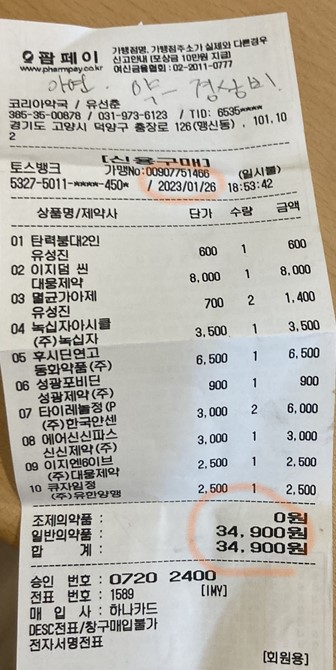 팜페이
www.pharmpay.co.kr
가맹점명, 가맹점주소가 실제와 다른경우
신고안내 (포상금 10만원 지급)
여신금융협회 : 02-2011-0777
약 - 경상비
코리아약국 / 유선춘
385-35-00878 / 031-973-6123 / TID: 6535****
경기도 고양시 덕양구 충장로 126(행신동) , 101.10
2
[신용구매]
토스뱅크 가맹No:00907751466 (일시불)
5327-5011-****-450* / 2023/01/26 18:53:42
상품명/제약사 단가 수량 금액
01 탄력붕대2인 600 1 600
유성진
02 이지덤 씬 8,000 1 8,000
대웅제약
03 멸균가아제 700 2 1,400
유성진
04 녹십자아시클 3,500 1 3,500
(주)녹십자
05 후시딘연고 6,500 1 6,500
동화약품(주)
06 성광포비딘 900 1 900
성광제약(주)
07 타이레놀정(P 3,000 2 6,000
(주)한국얀센
08 에어신신파스 3,000 1 3,000
신신제약(주)
09 이지엔6이브 2,500 1 2,500
(주)대웅제약
10 큐자임정 2,500 1 2,500
(주)유한양행
조제의약품 : 0원
일반의약품 : 34,900원
합 계 : 34,900원
승인 번호 : 0720 2400
전표 번호 : 1589 [IMY]
매 입 사 : 하나카드
DESC전표/창구매입불가
전자서명전표
[회원용]